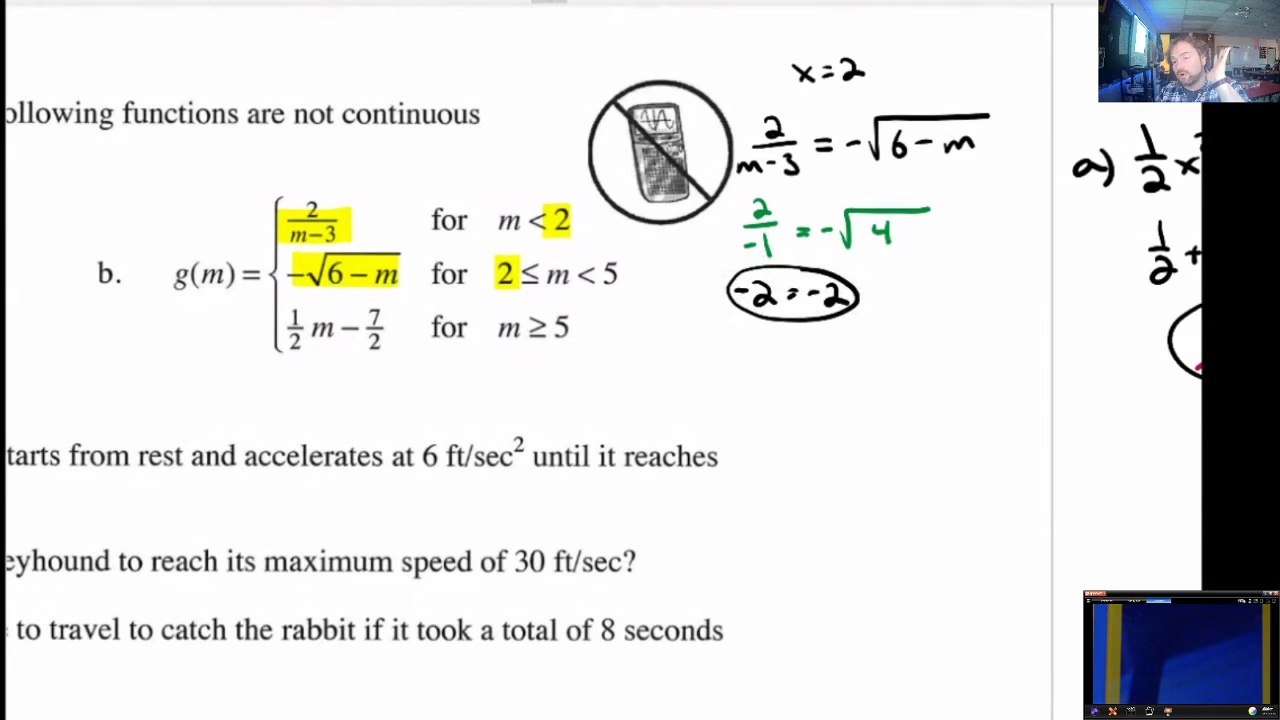 ollowing functions are not continuous
b. g(m) = { 2/(m−3) for m < 2
−√(6 − m) for 2 ≤ m < 5
1/2 m − 7/2 for m ≥ 5
x=2
2/(m-3) = -√(6-m)
2/-1 = -√4
-2 = -2
a) 1/2 x
1/2 +
tarts from rest and accelerates at 6 ft/sec² until it reaches
eyhound to reach its maximum speed of 30 ft/sec?
to travel to catch the rabbit if it took a total of 8 seconds